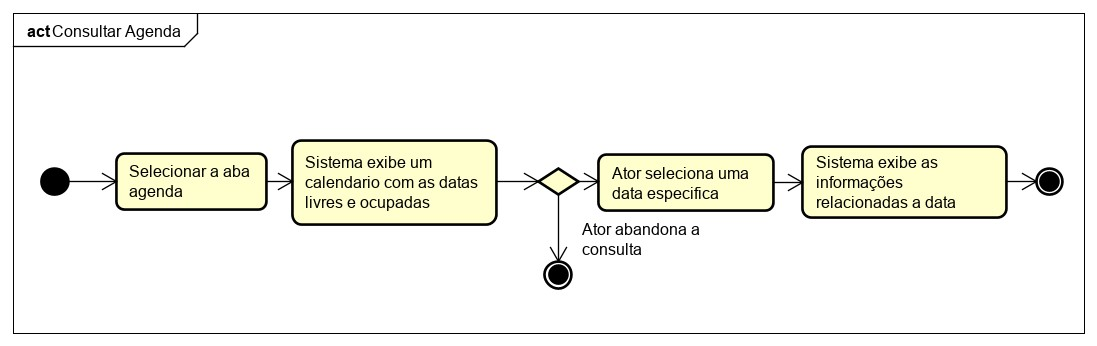 act Consultar Agenda
Selecionar a aba
agenda
Sistema exibe um
calendario com as datas
livres e ocupadas
Ator seleciona uma
data especifica
Sistema exibe as
informações
relacionadas a data
Ator abandona a
consulta